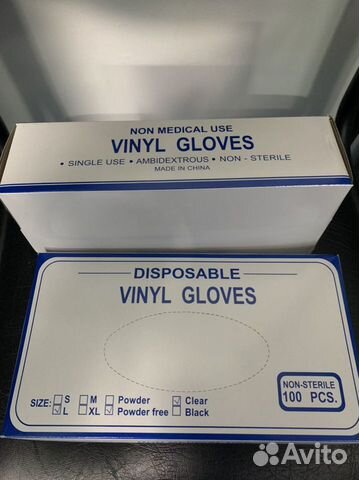 NON MEDICAL USE
VINYL GLOVES
• SINGLE USE • AMBIDEXTROUS • NON - STERILE
MADE IN CHINA
DISPOSABLE
VINYL GLOVES
SIZE: S M Powder Clear
L XL Powder free Black
NON-STERILE
100 PCS.
Avito